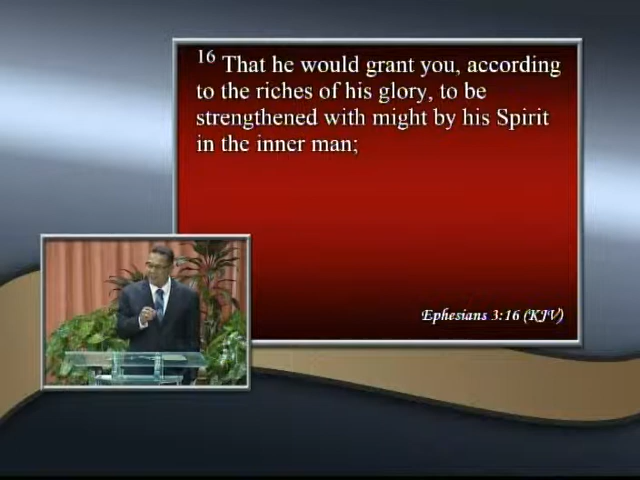 16 That he would grant you, according
to the riches of his glory, to be
strengthened with might by his Spirit
in the inner man;
Ephesians 3:16 (KJV)